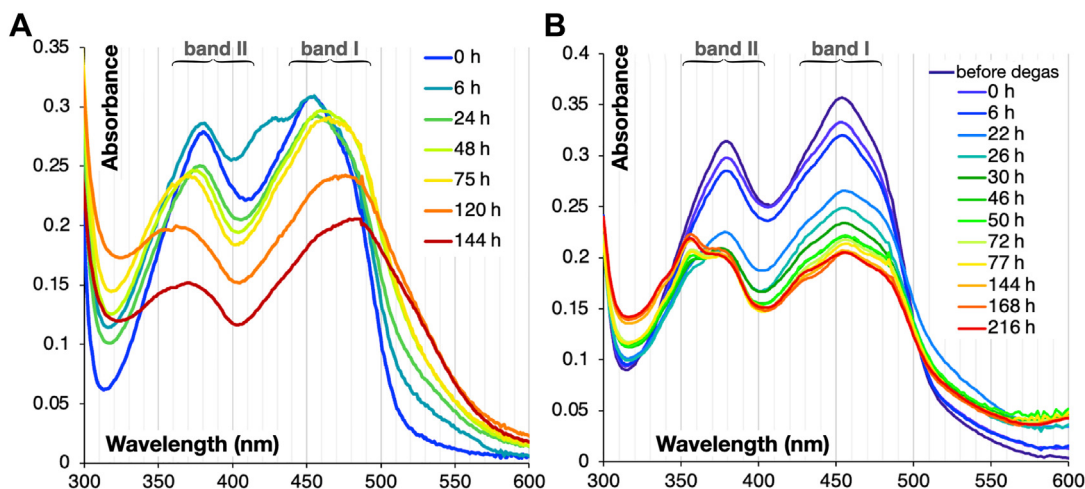 A
0.35
0.3
0.25
0.2
0.15
0.1
0.05
0
Absorbance
band II
band I
0 h
6 h
24 h
48 h
75 h
120 h
144 h
Wavelength (nm)
300
350
400
450
500
550
600
B
0.4
0.35
0.3
0.25
0.2
0.15
0.1
0.05
0
Absorbance
band II
band I
before degas
0 h
6 h
22 h
26 h
30 h
46 h
50 h
72 h
77 h
144 h
168 h
216 h
Wavelength (nm)
300
350
400
450
500
550
600